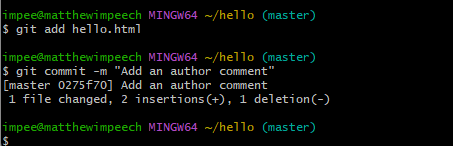 impee@matthewimpeech MINGW64 ~/hello (master)
$ git add hello.html
impee@matthewimpeech MINGW64 ~/hello (master)
$ git commit -m "Add an author comment"
[master 0275f70] Add an author comment
 1 file changed, 2 insertions(+), 1 deletion(-)
impee@matthewimpeech MINGW64 ~/hello (master)
$